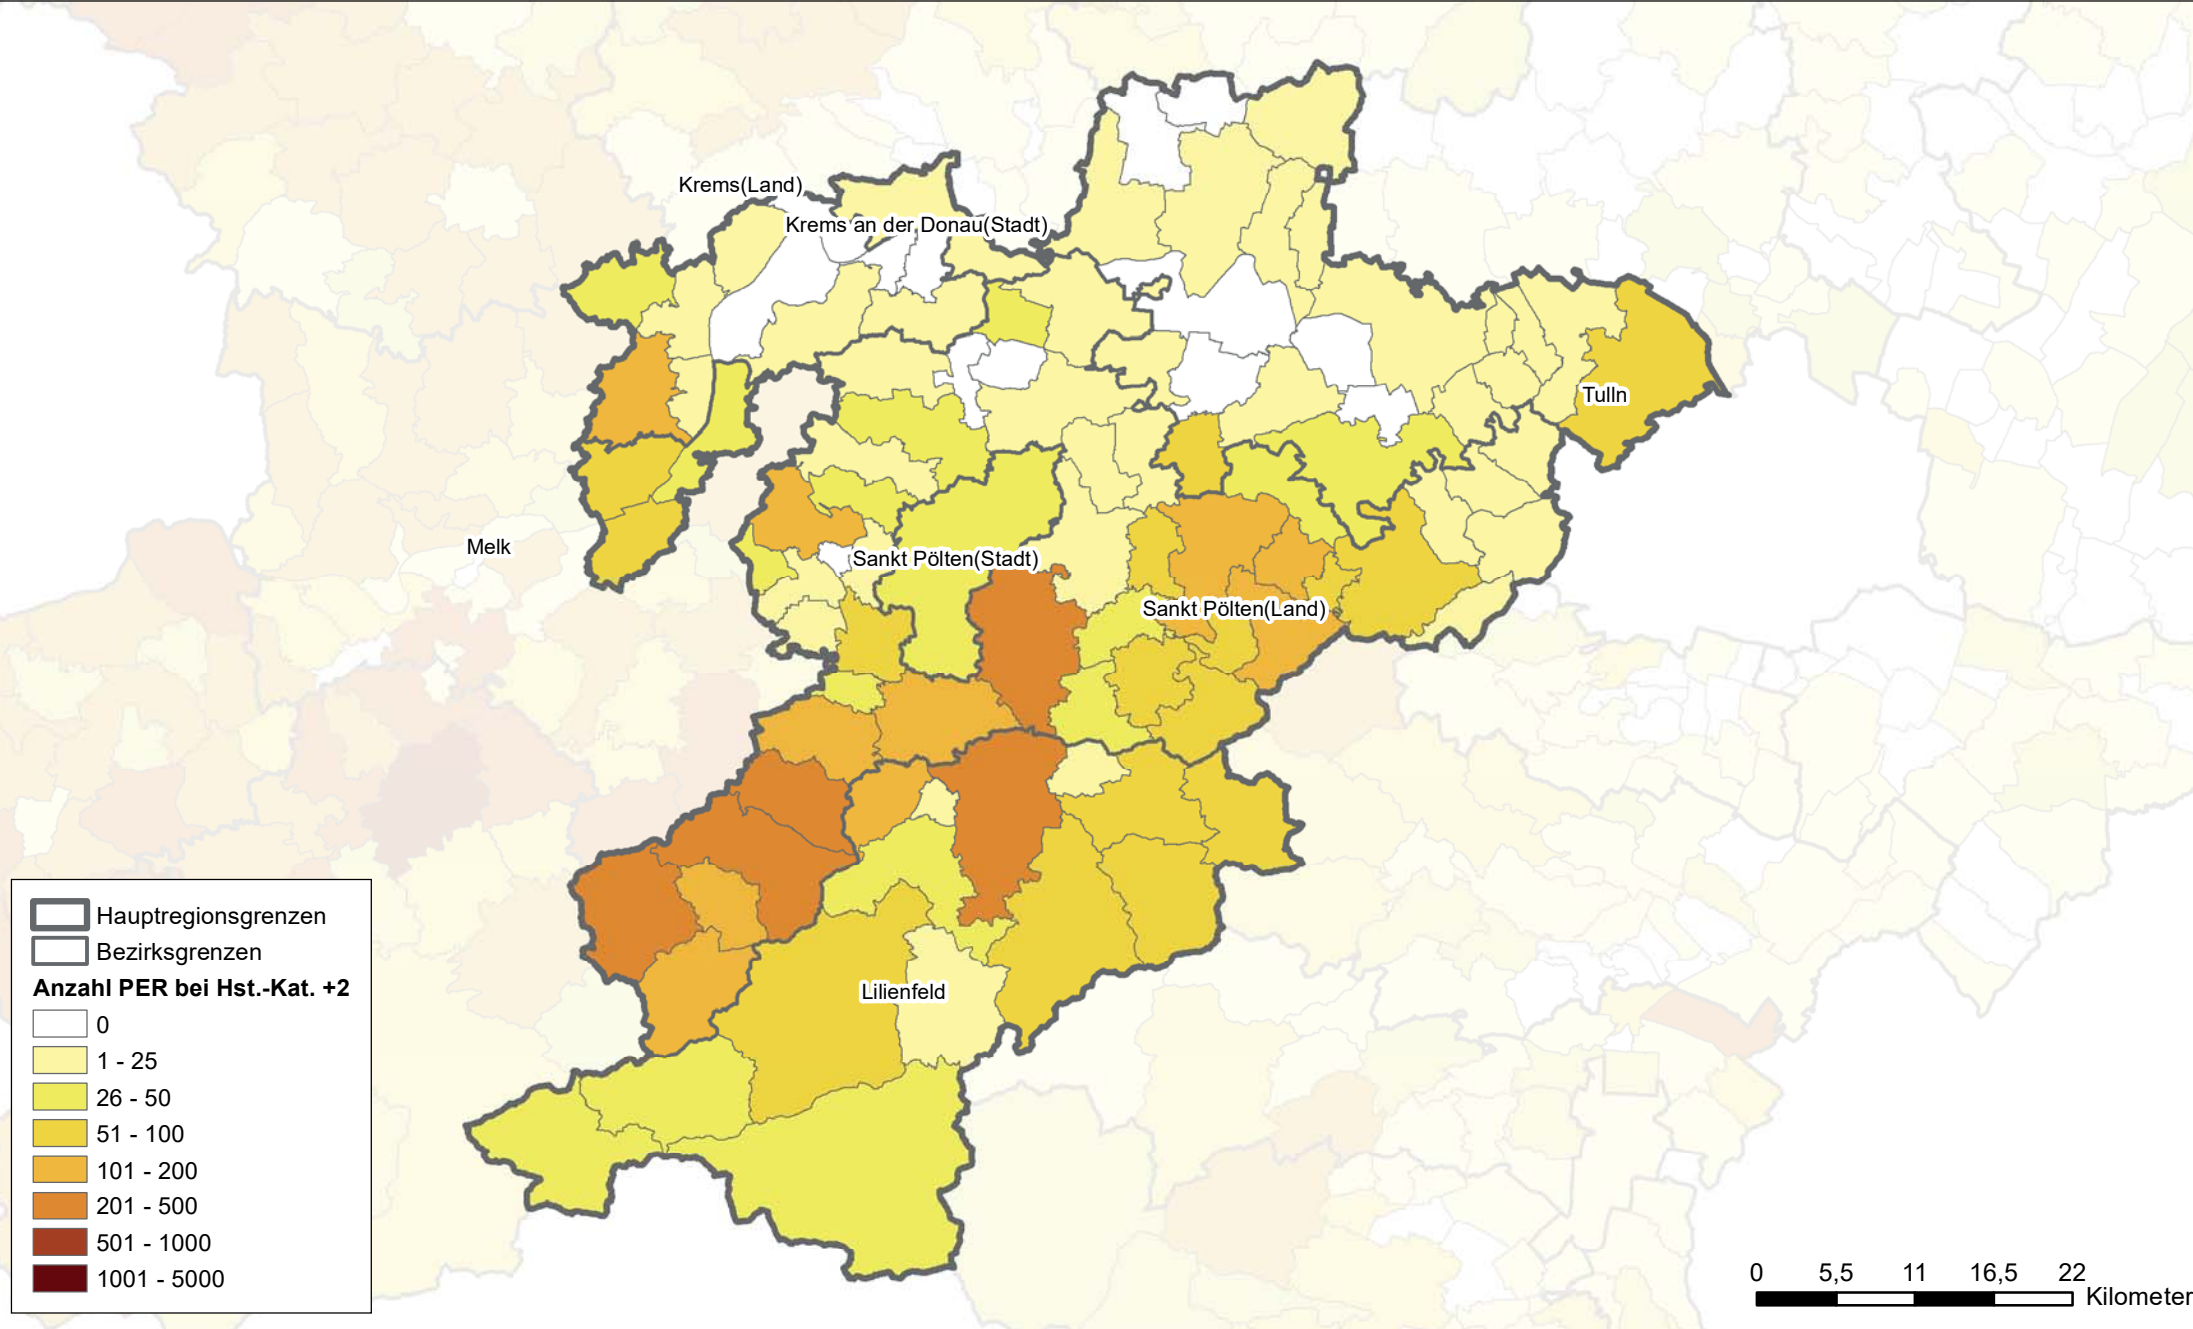 Krems(Land)
Krems an der Donau(Stadt)
Tulln
Melk
Sankt Pölten(Stadt)
Sankt Pölten(Land)
Lilienfeld
Hauptregionsgrenzen
Bezirksgrenzen
Anzahl PER bei Hst.-Kat. +2
0
1 - 25
26 - 50
51 - 100
101 - 200
201 - 500
501 - 1000
1001 - 5000
0 5,5 11 16,5 22
Kilometer